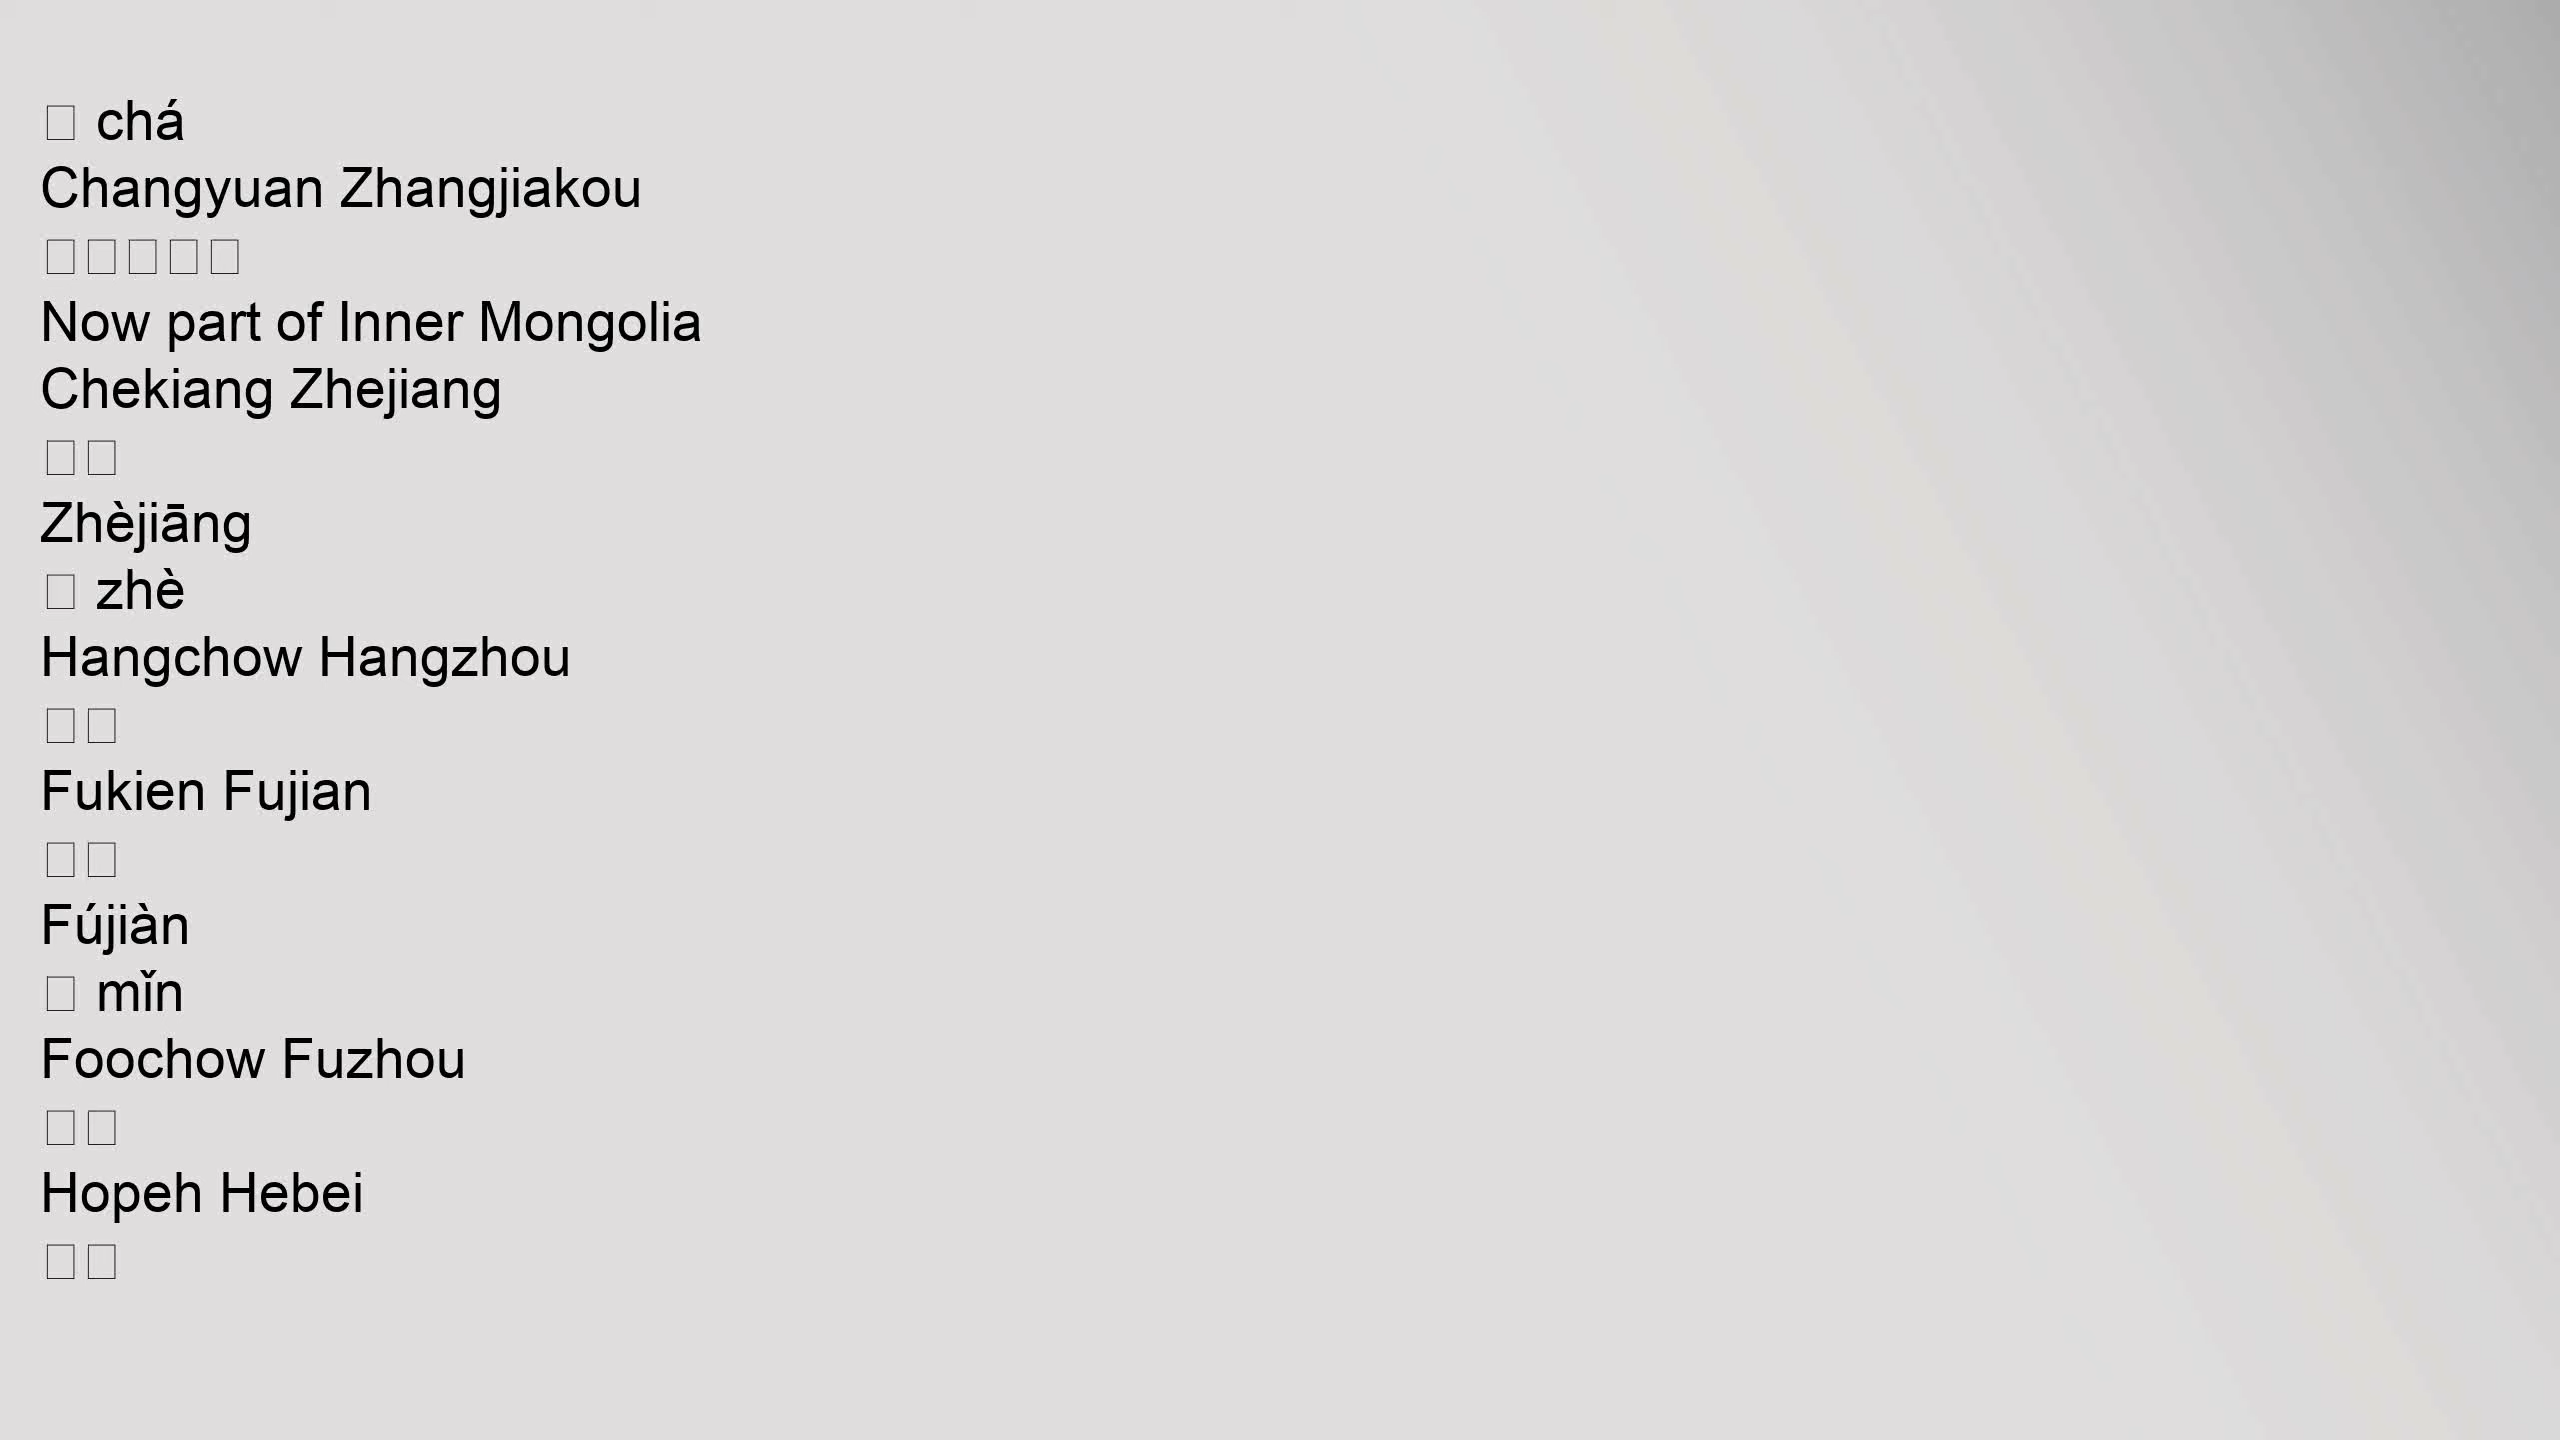 □ chá
Changyuan Zhangjiakou
□□□□□
Now part of Inner Mongolia
Chekiang Zhejiang
□□
Zhèjiāng
□ zhè
Hangchow Hangzhou
□□
Fukien Fujian
□□
Fújiàn
□ mǐn
Foochow Fuzhou
□□
Hopeh Hebei
□□